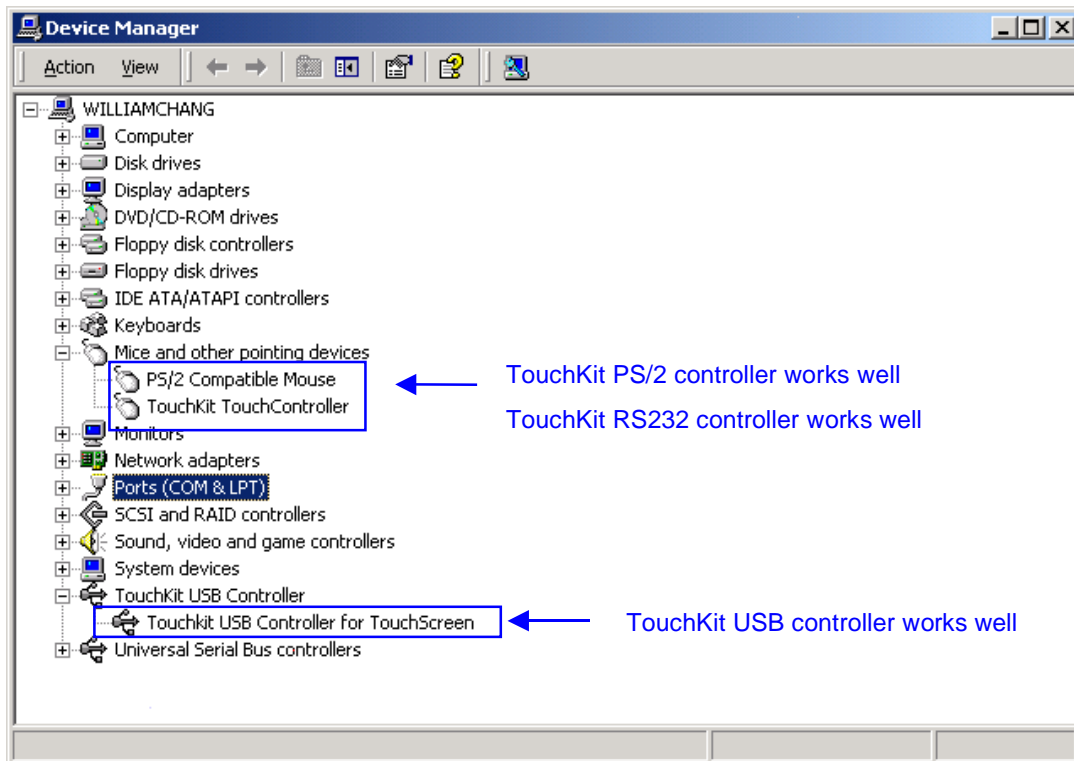 Device Manager
Action View
WILLIAMCHANG
Computer
Disk drives
Display adapters
DVD/CD-ROM drives
Floppy disk controllers
Floppy disk drives
IDE ATA/ATAPI controllers
Keyboards
Mice and other pointing devices
PS/2 Compatible Mouse
TouchKit PS/2 controller works well
TouchKit TouchController
TouchKit RS232 controller works well
Monitors
Network adapters
Ports (COM & LPT)
SCSI and RAID controllers
Sound, video and game controllers
System devices
TouchKit USB Controller
Touchkit USB Controller for TouchScreen
TouchKit USB controller works well
Universal Serial Bus controllers